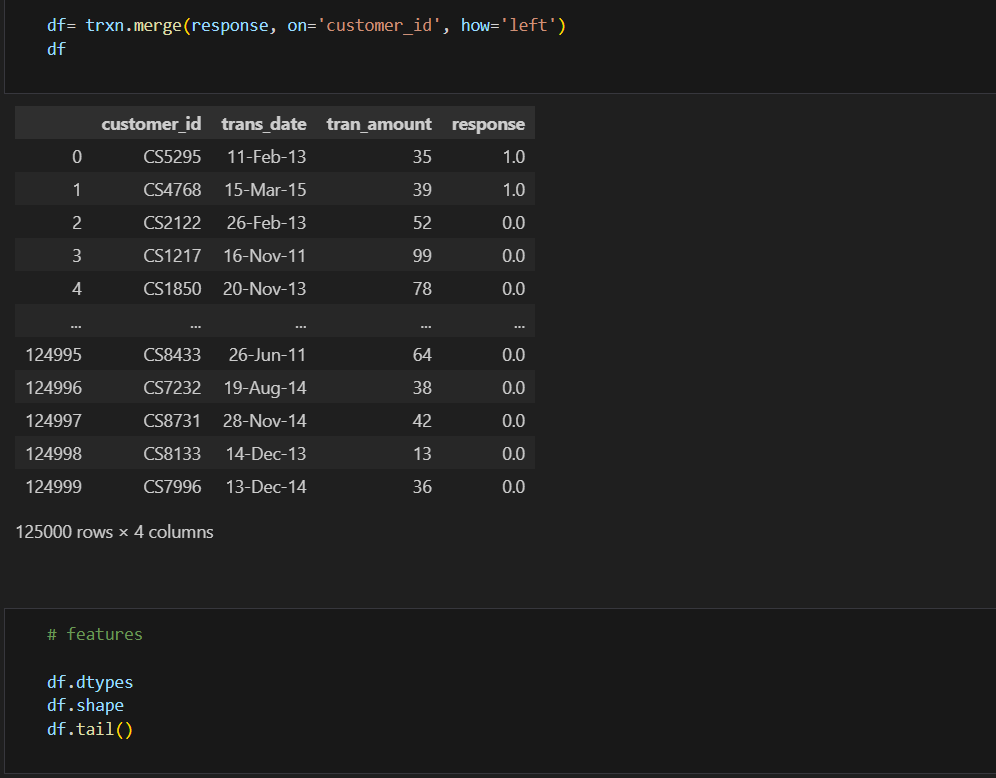 df= trxn.merge(response, on='customer_id', how='left')
df
customer_id trans_date tran_amount response
0 CS5295 11-Feb-13 35 1.0
1 CS4768 15-Mar-15 39 1.0
2 CS2122 26-Feb-13 52 0.0
3 CS1217 16-Nov-11 99 0.0
4 CS1850 20-Nov-13 78 0.0
... ... ... ... ...
124995 CS8433 26-Jun-11 64 0.0
124996 CS7232 19-Aug-14 38 0.0
124997 CS8731 28-Nov-14 42 0.0
124998 CS8133 14-Dec-13 13 0.0
124999 CS7996 13-Dec-14 36 0.0
125000 rows × 4 columns
# features
df.dtypes
df.shape
df.tail()